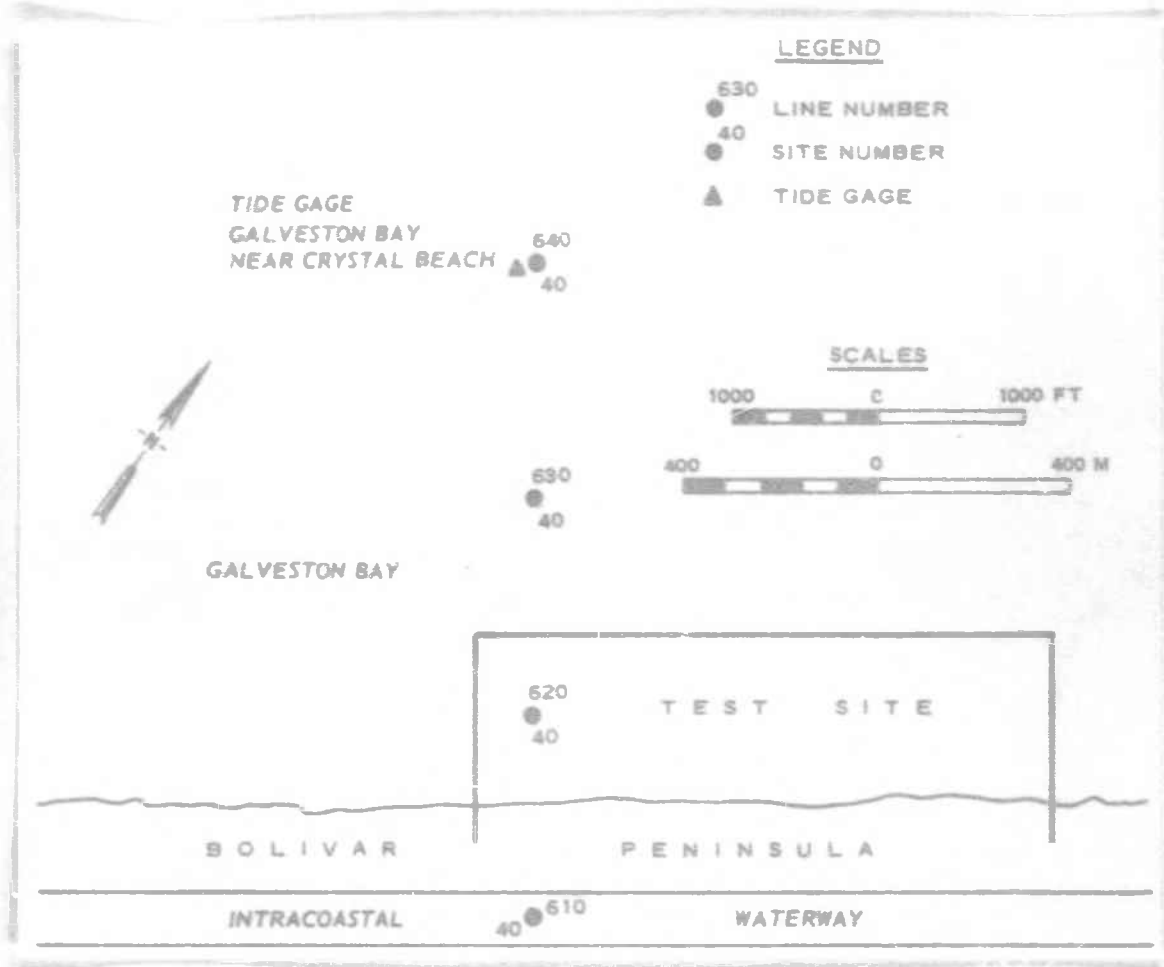 LEGEND
630
LINE NUMBER
40
SITE NUMBER
TIDE GAGE
TIDE GAGE
GALVESTON BAY
NEAR CRYSTAL BEACH
640
40
N
SCALES
1000 C 1000 FT
400 0 400 M
630
40
GALVESTON BAY
620
40
TEST SITE
BOLIVAR PENINSULA
INTRACOASTAL 40 610 WATERWAY